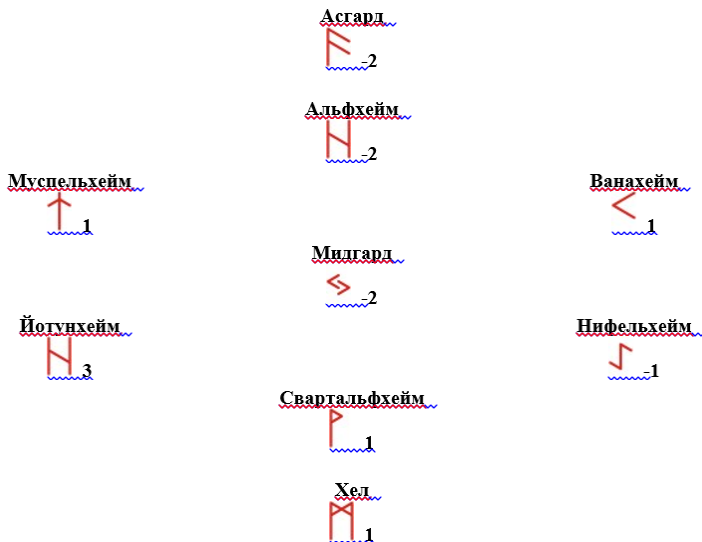 Асгард
ᚨ -2
Альфхейм
ᚺ -2
Муспельхейм
ᛏ 1
Ванахейм
ᚲ 1
Мидгард
ᛃ -2
Йотунхейм
ᚺ 3
Нифельхейм
ᛇ -1
Свартальфхейм
ᚹ 1
Хел
ᛗ 1